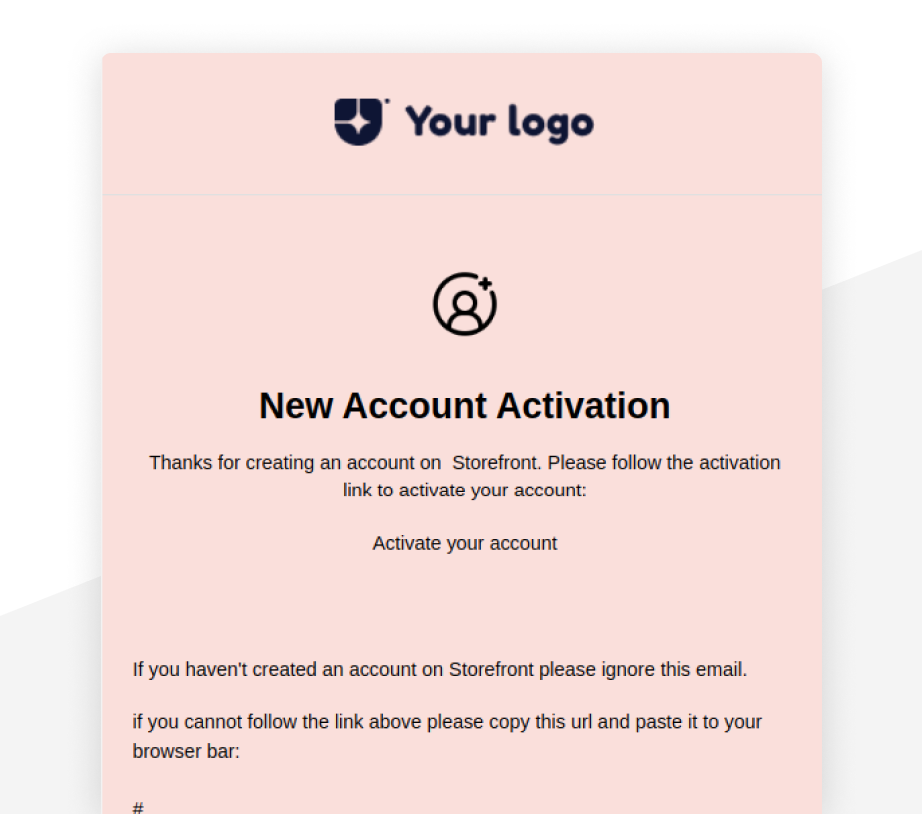 Your logo
New Account Activation
Thanks for creating an account on  Storefront. Please follow the activation
link to activate your account:
Activate your account
If you haven't created an account on Storefront please ignore this email.
if you cannot follow the link above please copy this url and paste it to your
browser bar:
#